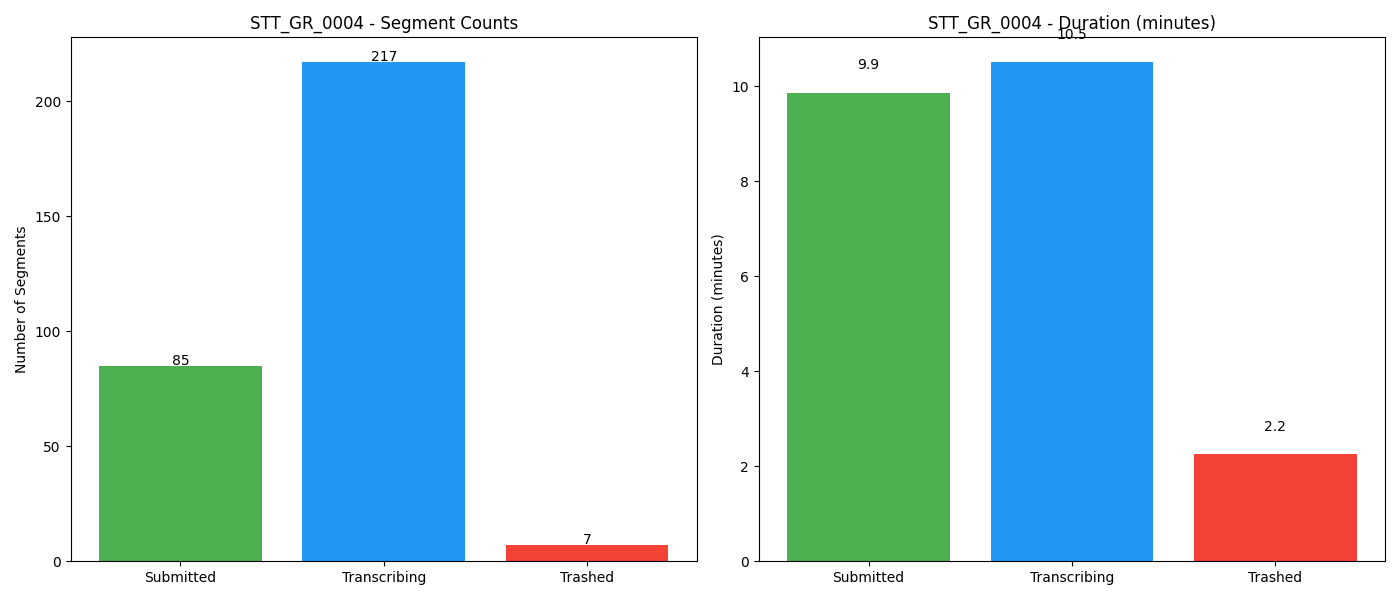 STT_GR_0004 - Segment Counts
Number of Segments
200
150
100
50
0
85
217
7
Submitted
Transcribing
Trashed
STT_GR_0004 - Duration (minutes)
Duration (minutes)
10
8
6
4
2
0
9.9
10.5
2.2
Submitted
Transcribing
Trashed